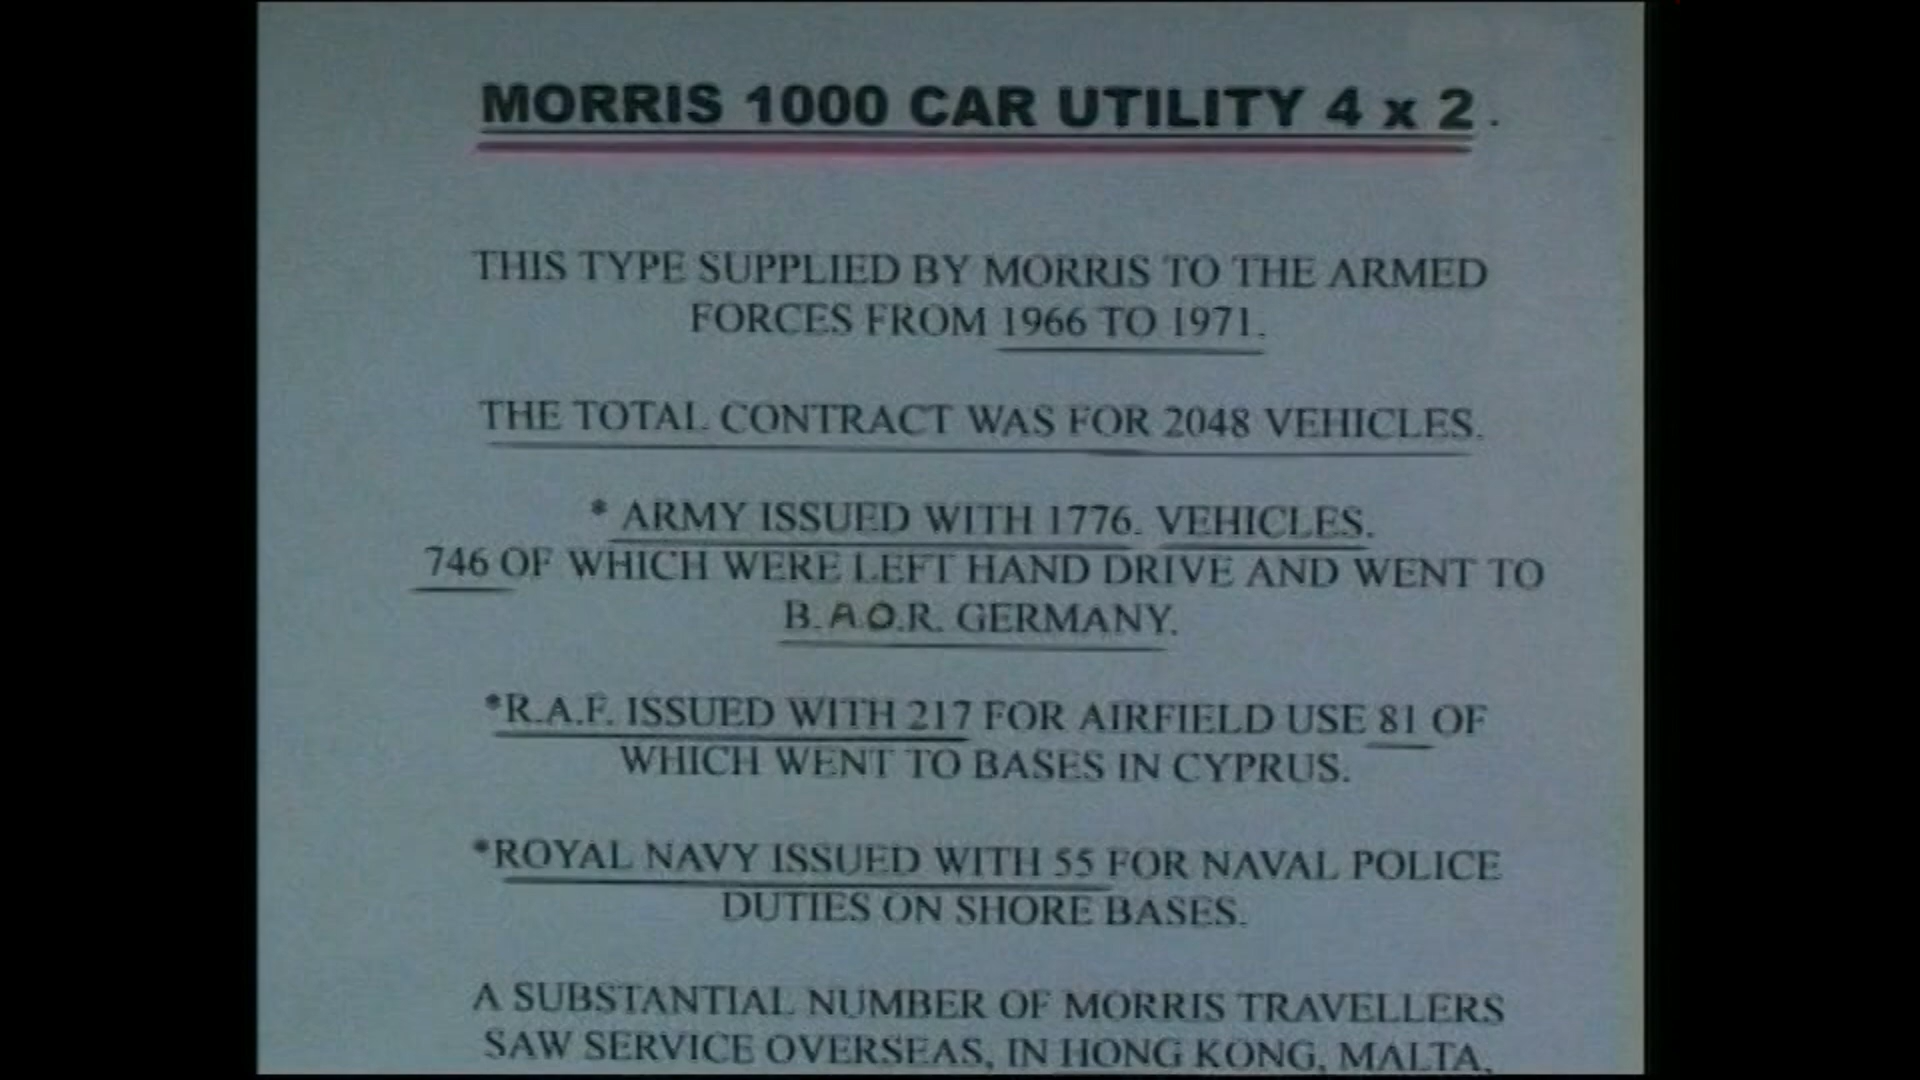 MORRIS 1000 CAR UTILITY 4 x 2.
THIS TYPE SUPPLIED BY MORRIS TO THE ARMED
FORCES FROM 1966 TO 1971.
THE TOTAL CONTRACT WAS FOR 2048 VEHICLES.
* ARMY ISSUED WITH 1776. VEHICLES.
746 OF WHICH WERE LEFT HAND DRIVE AND WENT TO
B.A.O.R. GERMANY.
*R.A.F. ISSUED WITH 217 FOR AIRFIELD USE 81 OF
WHICH WENT TO BASES IN CYPRUS.
*ROYAL NAVY ISSUED WITH 55 FOR NAVAL POLICE
DUTIES ON SHORE BASES.
A SUBSTANTIAL NUMBER OF MORRIS TRAVELLERS
SAW SERVICE OVERSEAS, IN HONG KONG, MALTA,